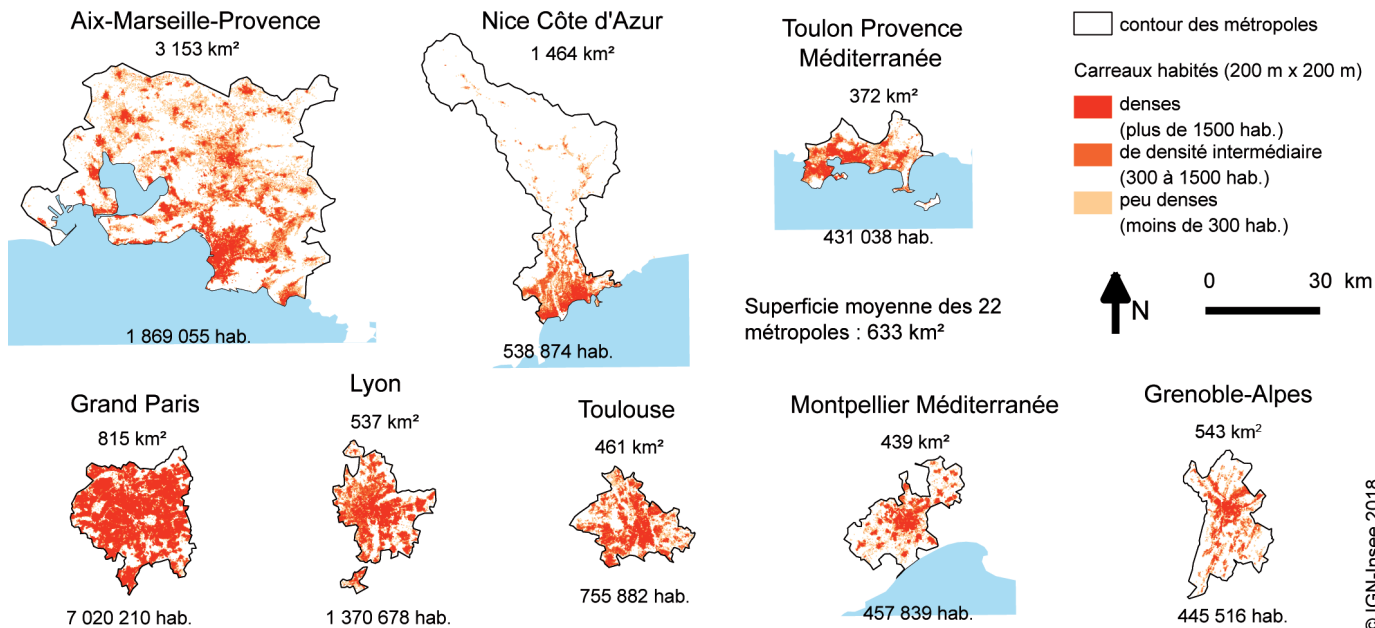 Aix-Marseille-Provence
3 153 km²
1 869 055 hab.
Nice Côte d'Azur
1 464 km²
538 874 hab.
Toulon Provence
Méditerranée
372 km²
431 038 hab.
Superficie moyenne des 22
métropoles : 633 km²
contour des métropoles
Carreaux habités (200 m x 200 m)
denses
(plus de 1500 hab.)
de densité intermédiaire
(300 à 1500 hab.)
peu denses
(moins de 300 hab.)
N
0 30 km
Grand Paris
815 km²
7 020 210 hab.
Lyon
537 km²
1 370 678 hab.
Toulouse
461 km²
755 882 hab.
Montpellier Méditerranée
439 km²
457 839 hab.
Grenoble-Alpes
543 km²
445 516 hab.
© IGN-Insee 2018